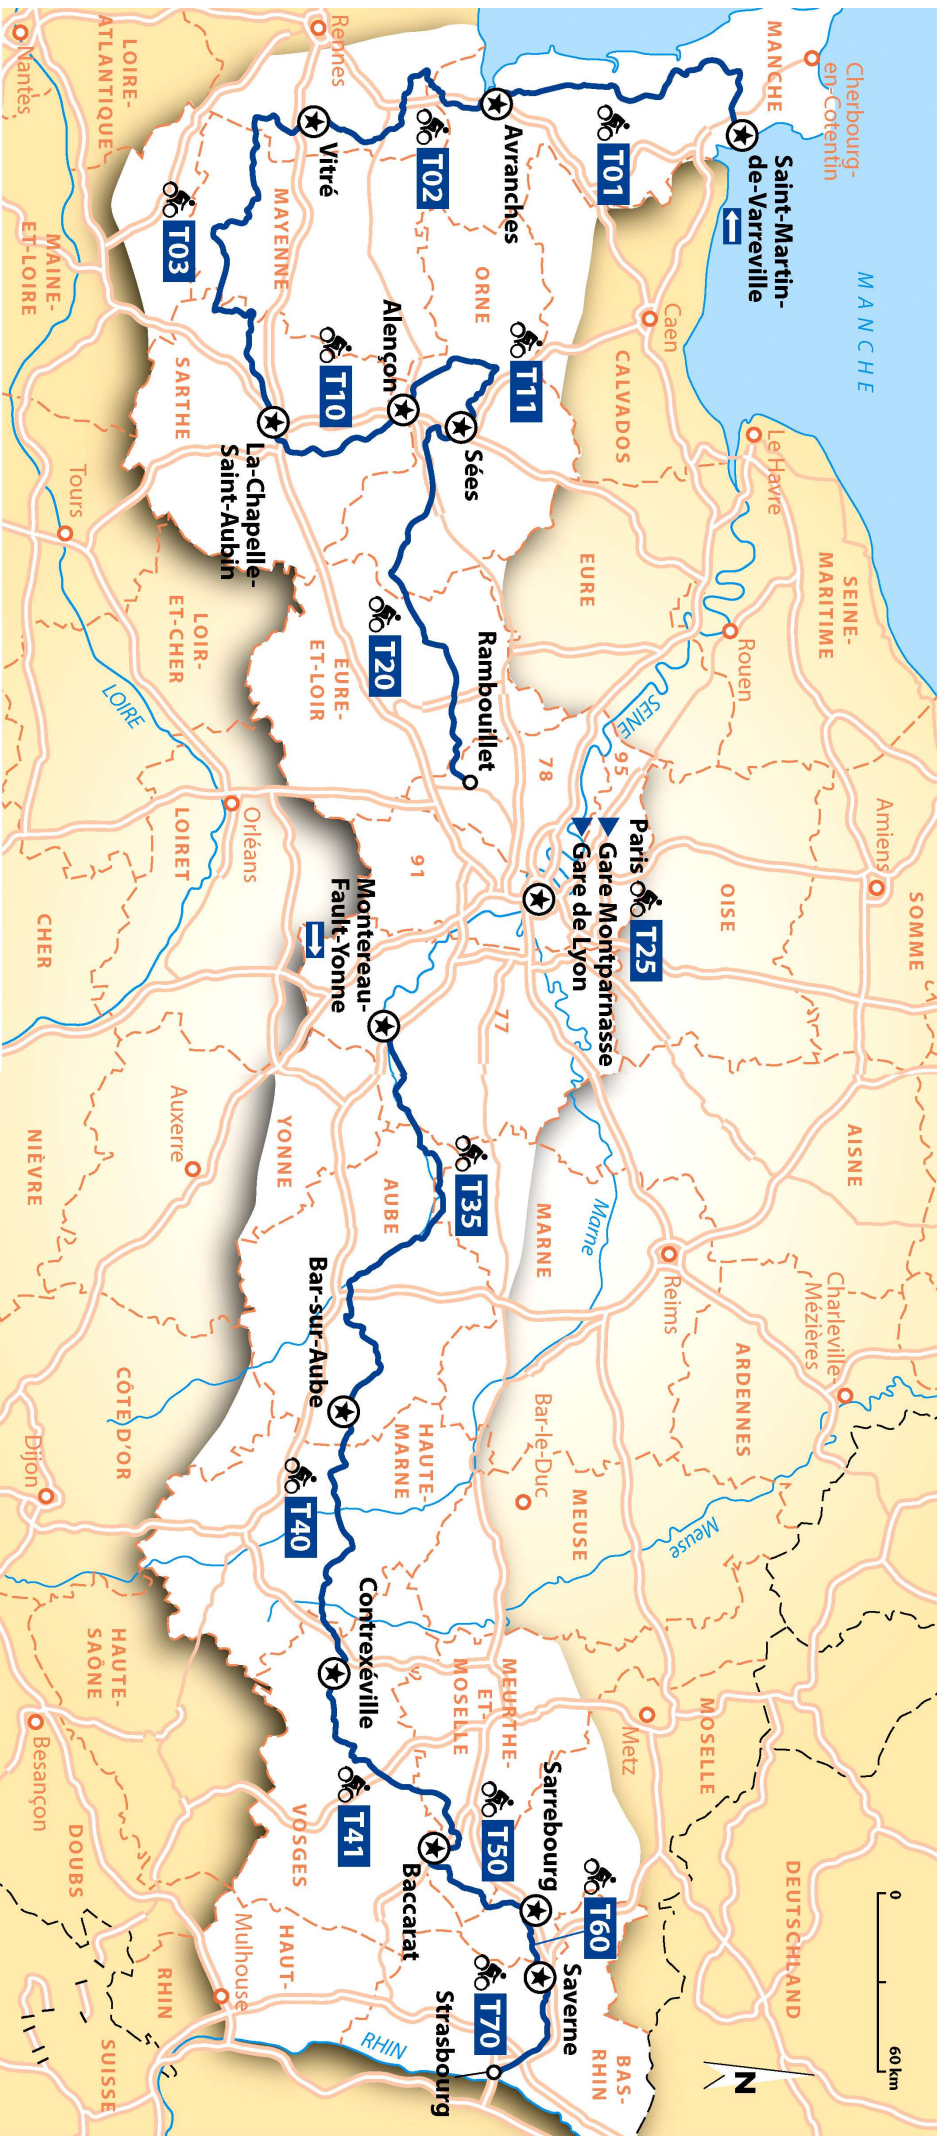 MANCHE
Cherbourg-
en-Cotentin
MANCHE
Saint-Martin-
de-Varreville
T01
Avranches
T02
Rennes
Vitré
LOIRE-
ATLANTIQUE
Nantes
MAYENNE
T03
MAINE-
ET-LOIRE
Caen
CALVADOS
ORNE
T11
Alençon
T10
Sées
SARTHE
La-Chapelle-
Saint-Aubin
Tours
Le Havre
SEINE-
MARITIME
Rouen
EURE
SEINE
T20
EURE-
ET-LOIR
LOIR-
ET-CHER
LOIRE
Rambouillet
78
95
Orléans
LOIRET
CHER
91
Amiens
SOMME
OISE
Paris
T25
Gare Montparnasse
Gare de Lyon
Montereau-
Fault-Yonne
77
AISNE
Marne
MARNE
T35
AUBE
YONNE
Auxerre
NIÈVRE
Reims
Charleville-
Mézières
ARDENNES
Bar-sur-Aube
CÔTE D'OR
Dijon
Bar-le-Duc
MEUSE
Meuse
HAUTE-
MARNE
T40
Contrexéville
HAUTE-
SAÔNE
Besançon
DOUBS
MEURTHE-
ET-
MOSELLE
MOSELLE
Metz
T41
VOSGES
T50
Baccarat
Sarrebourg
T60
Saverne
T70
Strasbourg
BAS-
RHIN
HAUT-
RHIN
Mulhouse
RHIN
SUISSE
DEUTSCHLAND
0
60 km
N